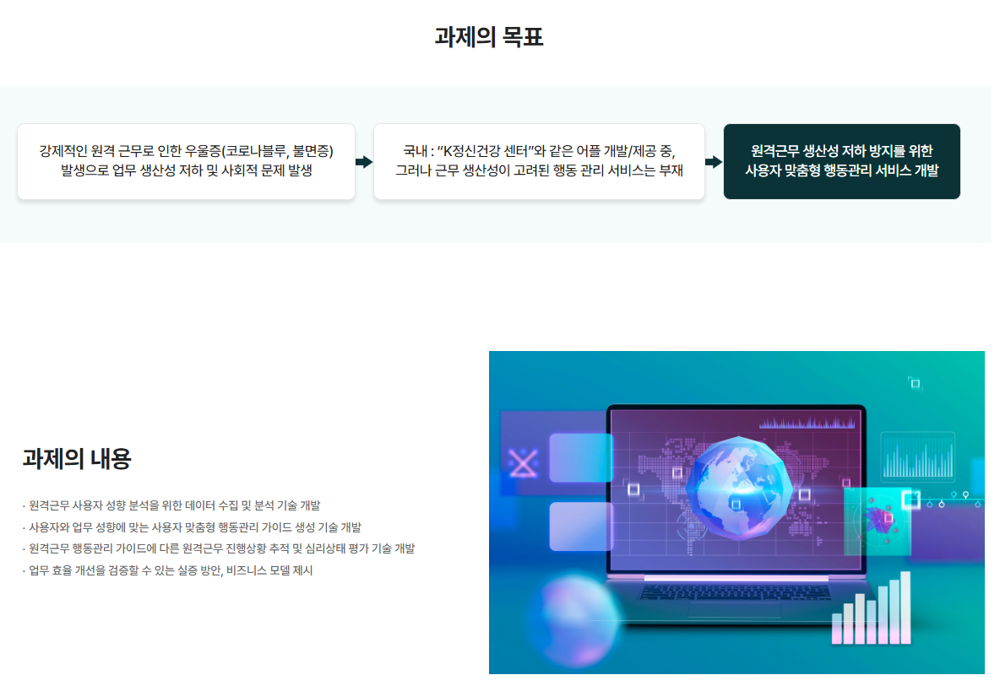 과제의 목표
강제적인 원격 근무로 인한 우울증(코로나블루, 불면증)
발생으로 업무 생산성 저하 및 사회적 문제 발생
국내 : “K정신건강 센터”와 같은 어플 개발/제공 중,
그러나 근무 생산성이 고려된 행동 관리 서비스는 부재
원격근무 생산성 저하 방지를 위한
사용자 맞춤형 행동관리 서비스 개발
과제의 내용
· 원격근무 사용자 성향 분석을 위한 데이터 수집 및 분석 기술 개발
· 사용자와 업무 성향에 맞는 사용자 맞춤형 행동관리 가이드 생성 기술 개발
· 원격근무 행동관리 가이드에 다른 원격근무 진행상황 추적 및 심리상태 평가 기술 개발
· 업무 효율 개선을 검증할 수 있는 실증 방안, 비즈니스 모델 제시